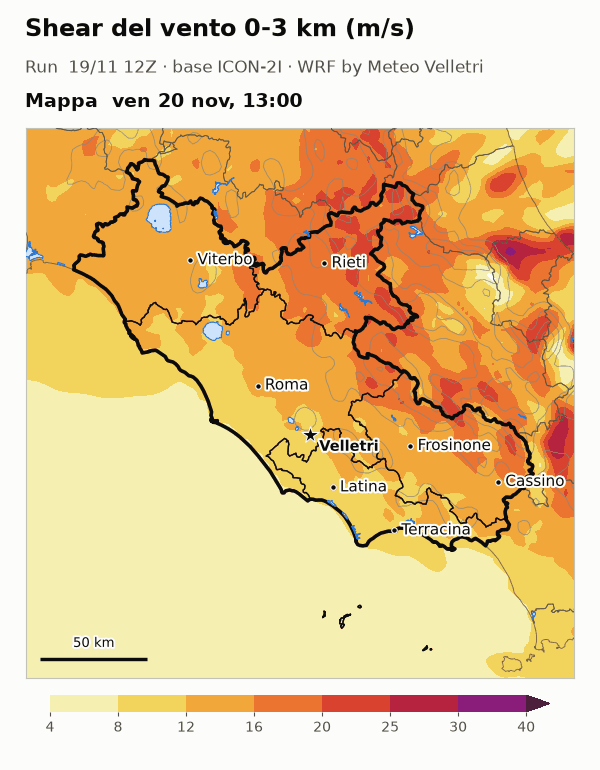 Shear del vento 0-3 km (m/s)
Run  19/11 12Z · base ICON-2I · WRF by Meteo Velletri
Mappa  ven 20 nov, 13:00
Viterbo
Rieti
Roma
Velletri
Frosinone
Latina
Cassino
Terracina
50 km
4 8 12 16 20 25 30 40